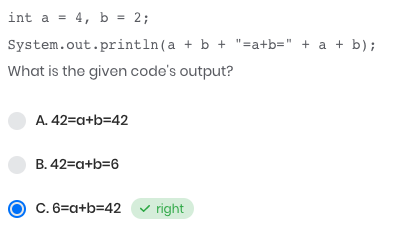 int a = 4, b = 2;
System.out.println(a + b + "=a+b=" + a + b);
What is the given code's output?
A. 42=a+b=42
B. 42=a+b=6
C. 6=a+b=42 ✓ right